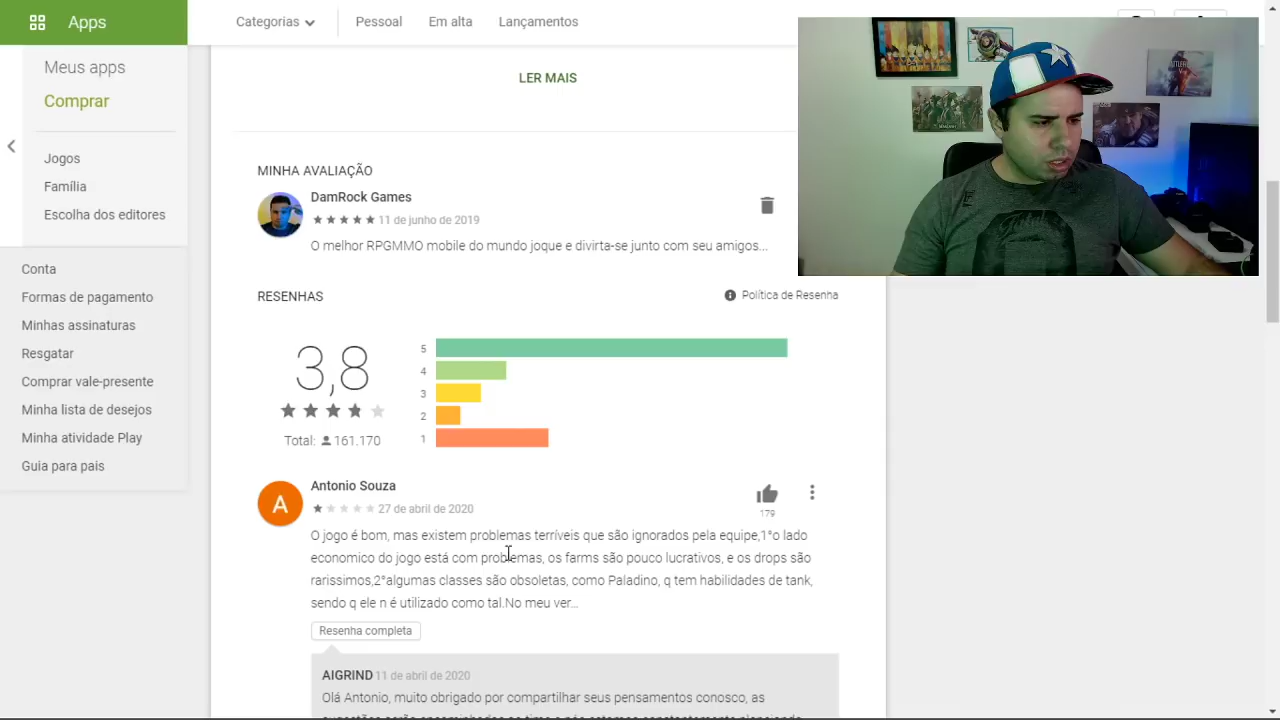 Apps
Categorias
Pessoal
Em alta
Lançamentos
Meus apps
Comprar
Jogos
Família
Escolha dos editores
Conta
Formas de pagamento
Minhas assinaturas
Resgatar
Comprar vale-presente
Minha lista de desejos
Minha atividade Play
Guia para pais
LER MAIS
MINHA AVALIAÇÃO
DamRock Games
11 de junho de 2019
O melhor RPGMMO mobile do mundo joque e divirta-se junto com seu amigos...
RESENHAS
Política de Resenha
3,8
Total: 161.170
5
4
3
2
1
Antonio Souza
27 de abril de 2020
179
O jogo é bom, mas existem problemas terríveis que são ignorados pela equipe,1°o lado
economico do jogo está com problemas, os farms são pouco lucrativos, e os drops são
rarissimos,2°algumas classes são obsoletas, como Paladino, q tem habilidades de tank,
sendo q ele n é utilizado como tal.No meu ver...
Resenha completa
AIGRIND 11 de abril de 2020
Olá Antonio, muito obrigado por compartilhar seus pensamentos conosco, as